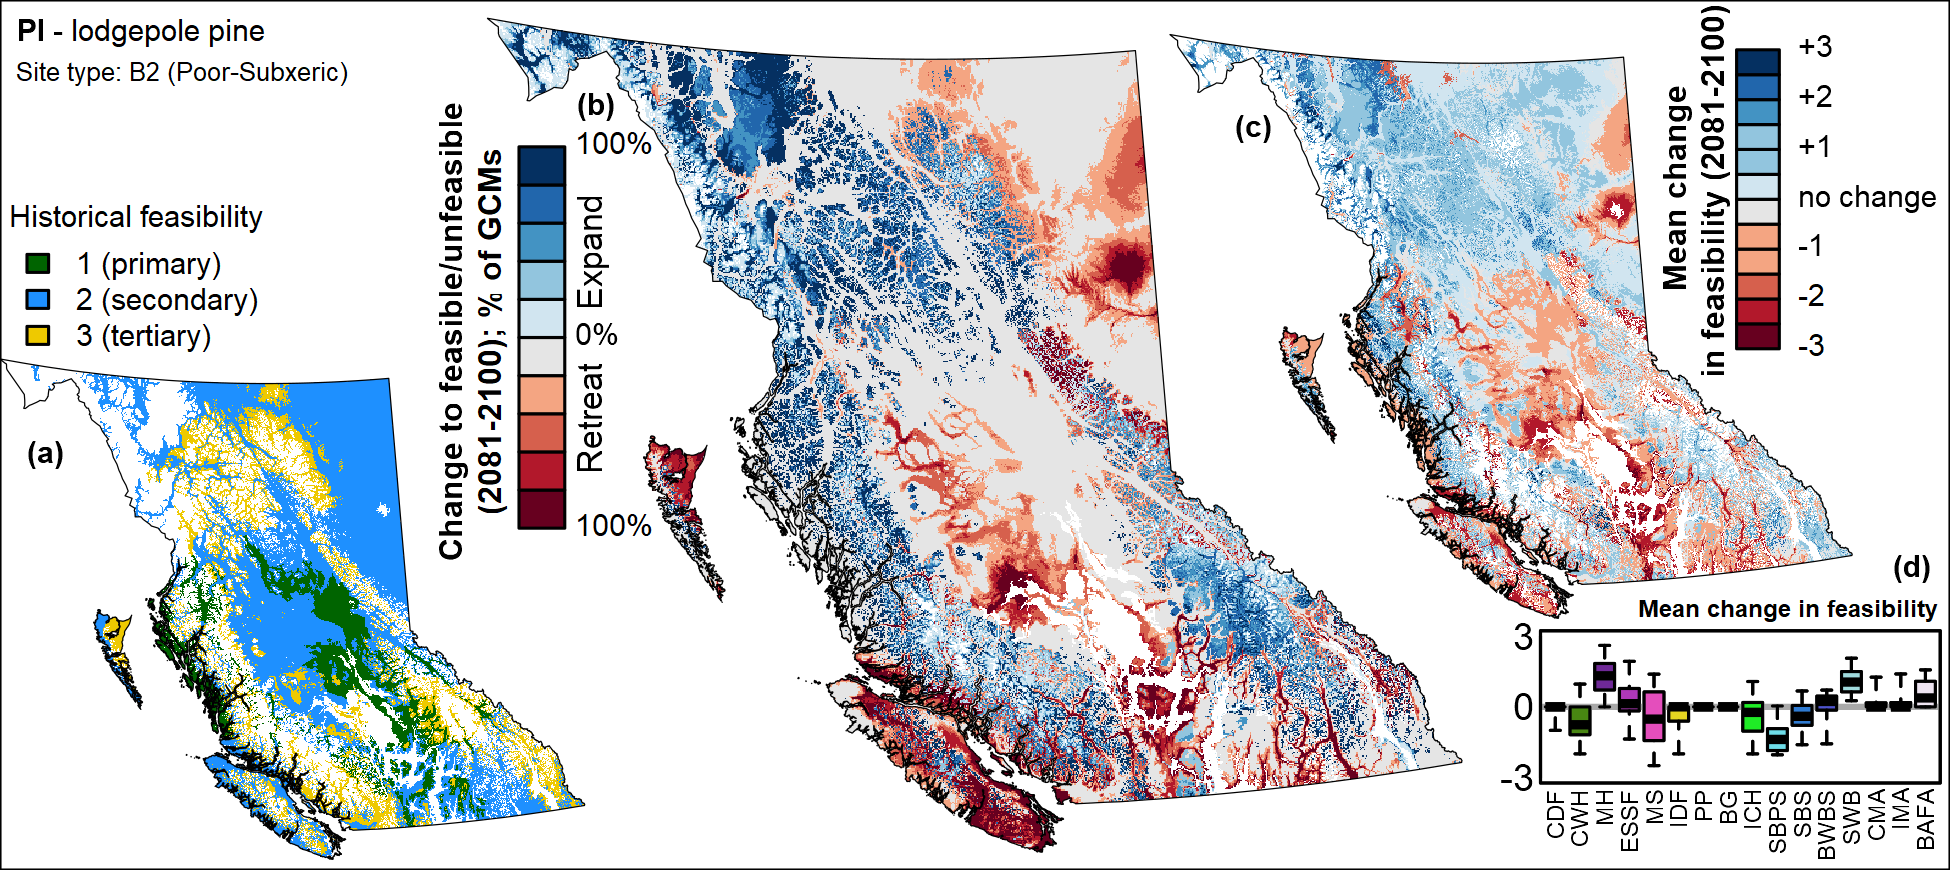 Pl - lodgepole pine
Site type: B2 (Poor-Subxeric)
Historical feasibility
1 (primary)
2 (secondary)
3 (tertiary)
(a)
Change to feasible/unfeasible
(2081-2100); % of GCMs
100%
Expand
0%
Retreat
100%
(b)
(c)
Mean change
in feasibility (2081-2100)
+3
+2
+1
no change
-1
-2
-3
(d)
Mean change in feasibility
3
0
-3
CDF
CWH
MH
ESSF
MS
IDF
PP
BG
ICH
SBPS
SBS
BWBS
SWB
CMA
IMA
BAFA